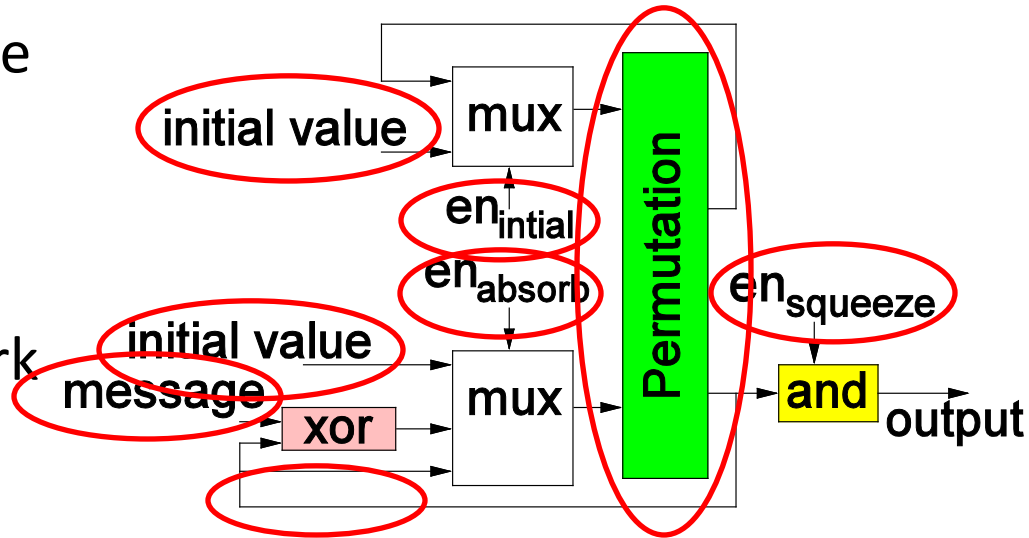 e
initial value
mux
en intial
en absorb
Permutation
en squeeze
initial value
rk
message
mux
xor
and
output